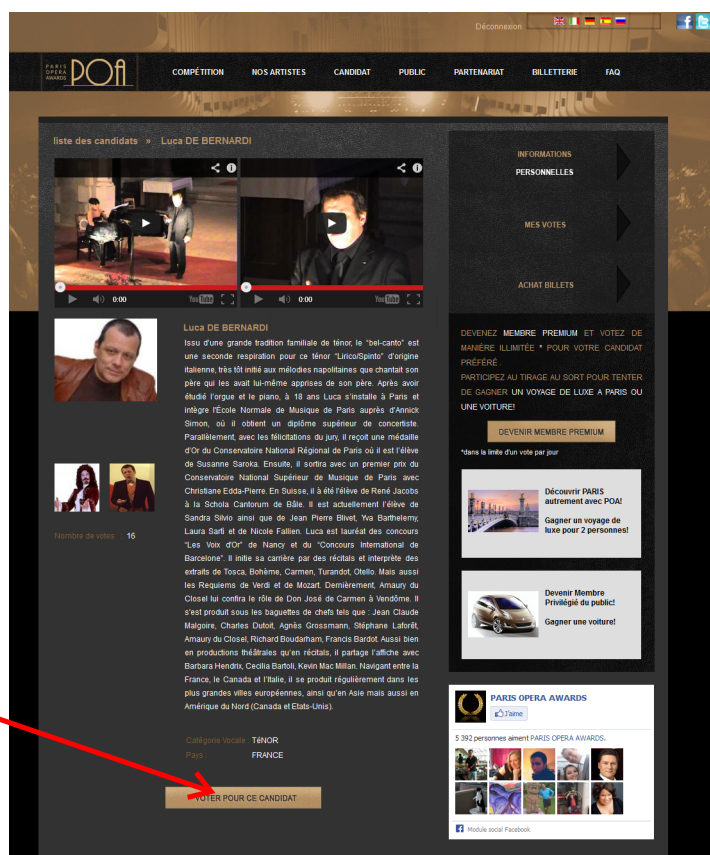 Déconnexion
PARIS
OPERA
AWARDS
POA
COMPÉTITION NOS ARTISTES CANDIDAT PUBLIC PARTENARIAT BILLETTERIE FAQ
liste des candidats » Luca DE BERNARDI
0:00 YouTube
0:00 YouTube
Luca DE BERNARDI
Issu d'une grande tradition familiale de ténor, le "bel-canto" est
une seconde respiration pour ce ténor "Lirico/Spinto" d'origine
italienne, très tôt initié aux mélodies napolitaines que chantait son
père qui les avait lui-même apprises de son père. Après avoir
étudié l'orgue et le piano, à 18 ans Luca s'installe à Paris et
intègre l'École Normale de Musique de Paris auprès d'Annick
Simon, où il obtient un diplôme supérieur de concertiste.
Parallèlement, avec les félicitations du jury, il reçoit une médaille
d'Or du Conservatoire National Régional de Paris où il est l'élève
de Susanne Saroka. Ensuite, il sortira avec un premier prix du
Conservatoire National Supérieur de Musique de Paris avec
Christiane Edda-Pierre. En Suisse, il à été l'élève de René Jacobs
à la Schola Cantorum de Bâle. Il est actuellement l'élève de
Sandra Silvio ainsi que de Jean Pierre Blivet, Yva Barthelemy,
Laura Sarti et de Nicole Fallien. Luca est lauréat des concours
"Les Voix d'Or" de Nancy et du "Concours International de
Barcelone". Il initie sa carrière par des récitals et interprète des
extraits de Tosca, Bohème, Carmen, Turandot, Otello. Mais aussi
les Requiems de Verdi et de Mozart. Dernièrement, Amaury du
Closel lui confira le rôle de Don José de Carmen à Vendôme. Il
s'est produit sous les baguettes de chefs tels que : Jean Claude
Malgoire, Charles Dutoit, Agnès Grossmann, Stéphane Laforêt,
Amaury du Closel, Richard Boudarham, Francis Bardot. Aussi bien
en productions théâtrales qu'en récitals, il partage l'affiche avec
Barbara Hendrix, Cecilia Bartoli, Kevin Mac Millan. Navigant entre la
France, le Canada et l'Italie, il se produit régulièrement dans les
plus grandes villes européennes, ainsi qu'en Asie mais aussi en
Amérique du Nord (Canada et Etats-Unis).
Nombre de votes : 16
Catégorie Vocale : TéNOR
Pays : FRANCE
VOTER POUR CE CANDIDAT
INFORMATIONS
PERSONNELLES
MES VOTES
ACHAT BILLETS
DEVENEZ MEMBRE PREMIUM ET VOTEZ DE
MANIÈRE ILLIMITÉE * POUR VOTRE CANDIDAT
PRÉFÉRÉ .
PARTICIPEZ AU TIRAGE AU SORT POUR TENTER
DE GAGNER UN VOYAGE DE LUXE A PARIS OU
UNE VOITURE!
DEVENIR MEMBRE PREMIUM
*dans la limite d'un vote par jour
Découvrir PARIS
autrement avec POA!
Gagner un voyage de
luxe pour 2 personnes!
Devenir Membre
Privilégié du public!
Gagner une voiture!
PARIS OPERA AWARDS
J'aime
5 392 personnes aiment PARIS OPERA AWARDS.
Module social Facebook